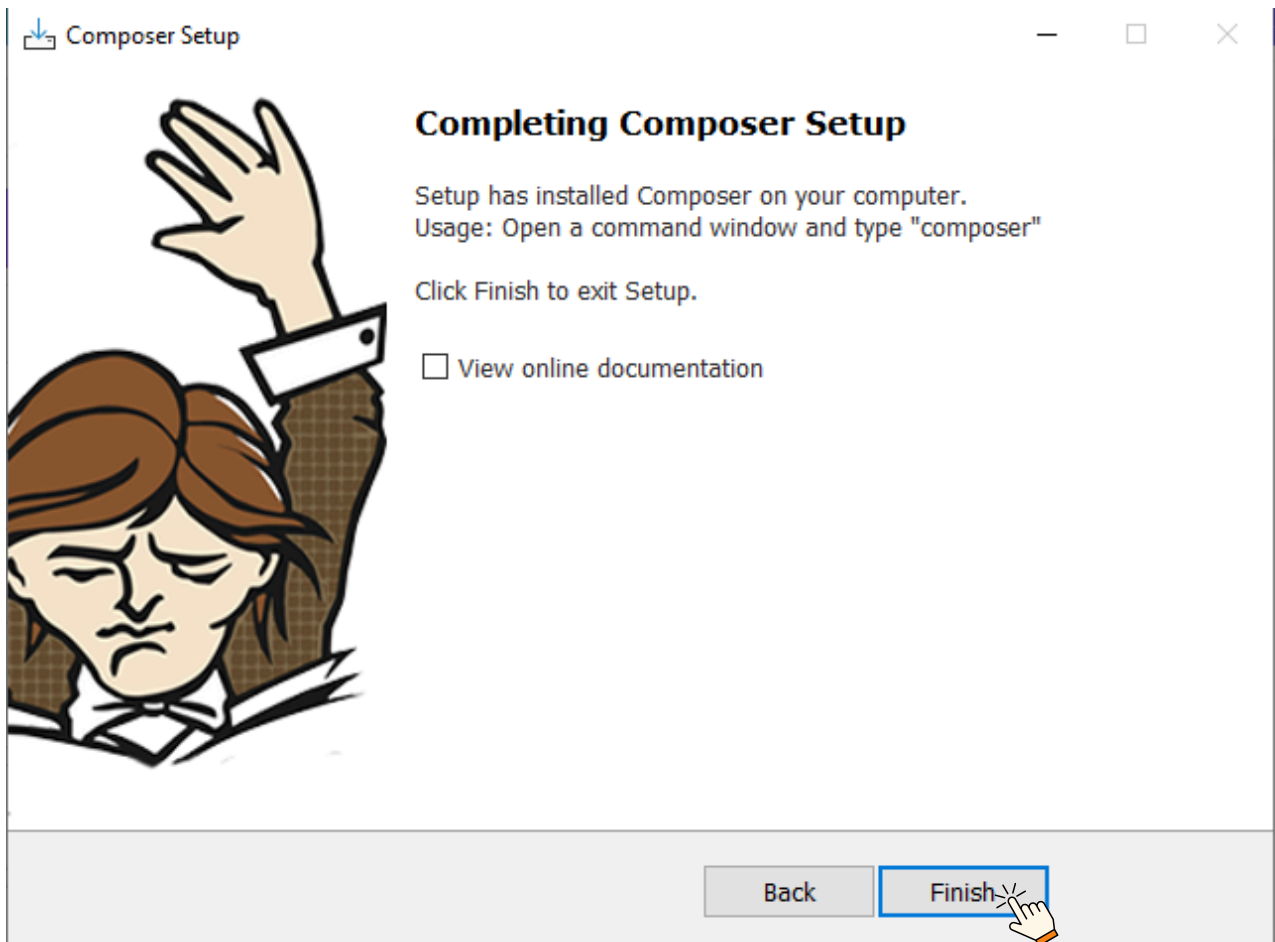 Composer Setup
Completing Composer Setup
Setup has installed Composer on your computer.
Usage: Open a command window and type "composer"
Click Finish to exit Setup.
View online documentation
Back
Finish